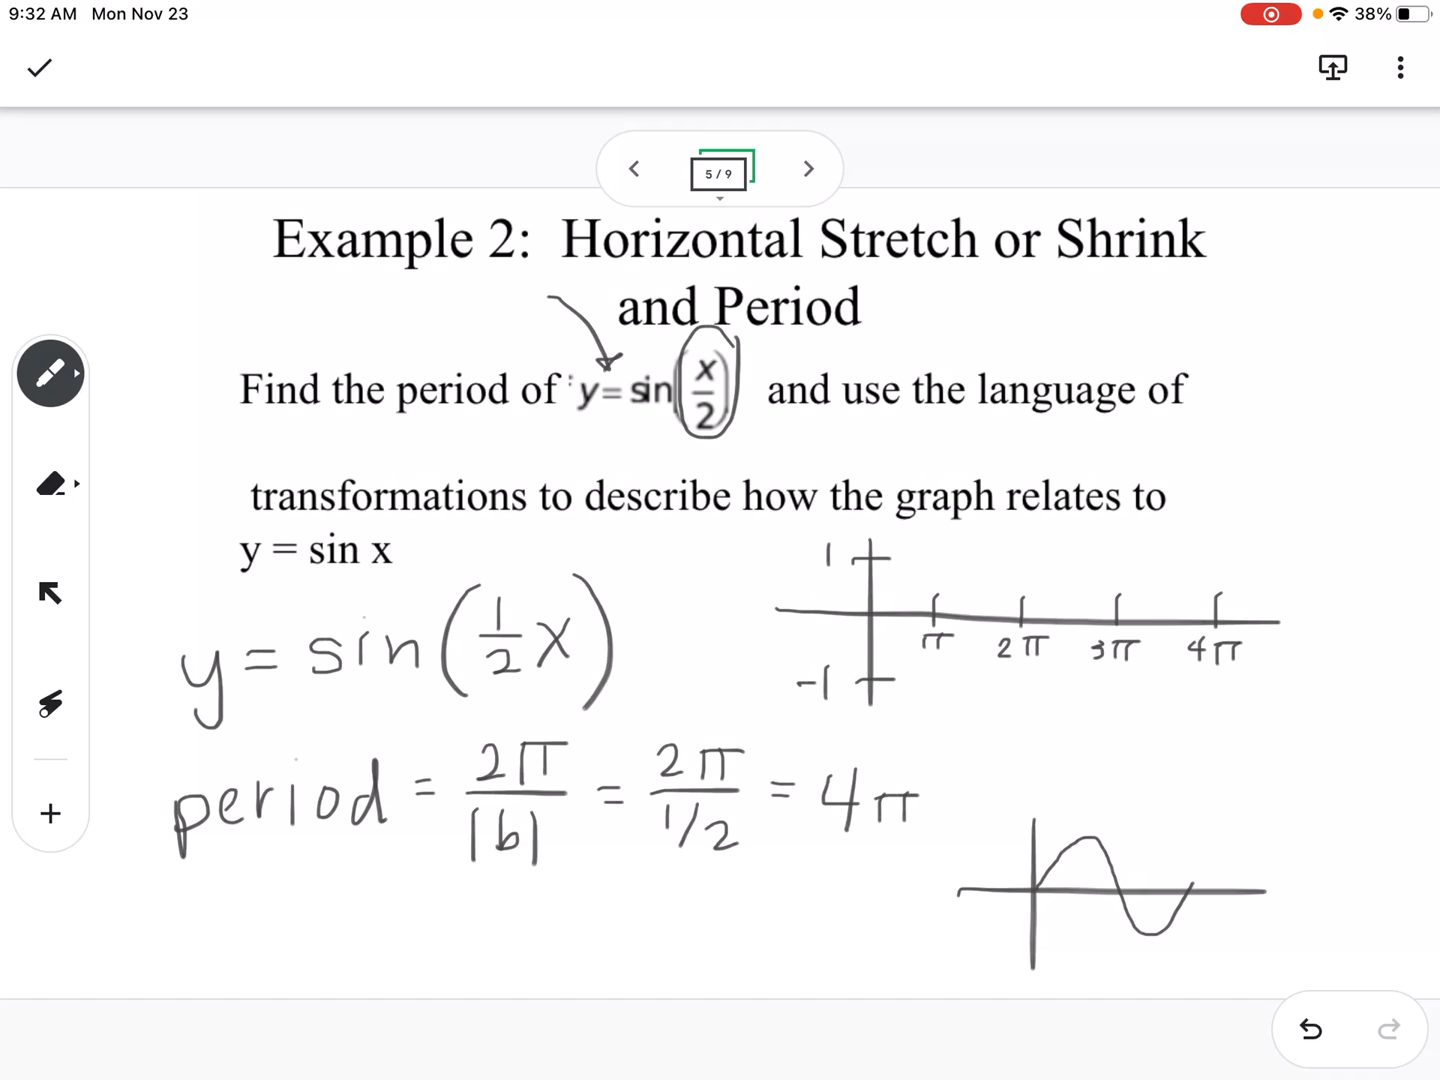 9:32 AM Mon Nov 23
38%
5 / 9
Example 2: Horizontal Stretch or Shrink
and Period
Find the period of y= sin(x/2) and use the language of
transformations to describe how the graph relates to
y = sin x
y = sin(1/2 x)
1
π 2π 3π 4π
-1
period = 2π/|b| = 2π/1/2 = 4π